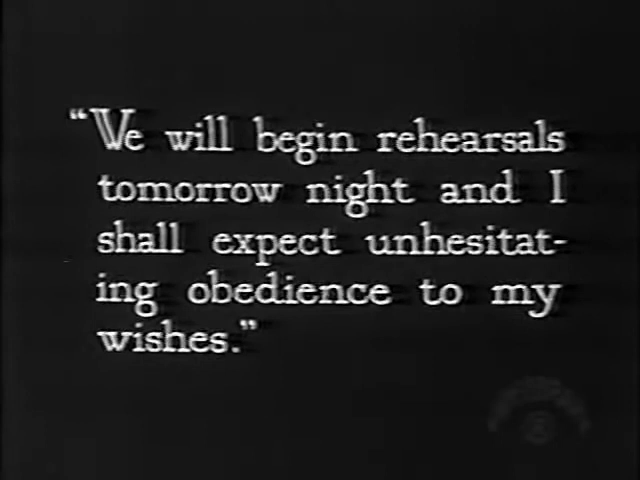 “We will begin rehearsals
tomorrow night and I
shall expect unhesitat-
ing obedience to my
wishes.”